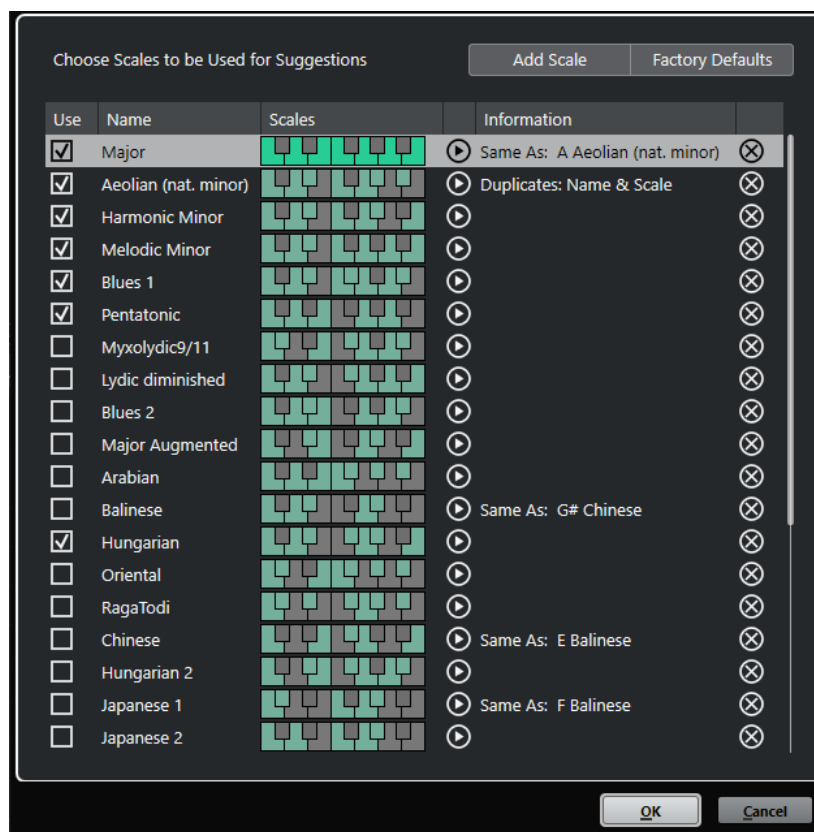 Choose Scales to be Used for Suggestions Add Scale Factory Defaults
Use Name Scales Information
Major Same As: A Aeolian (nat. minor)
Aeolian (nat. minor) Duplicates: Name & Scale
Harmonic Minor
Melodic Minor
Blues 1
Pentatonic
Myxolydic9/11
Lydic diminished
Blues 2
Major Augmented
Arabian
Balinese Same As: G# Chinese
Hungarian
Oriental
RagaTodi
Chinese Same As: E Balinese
Hungarian 2
Japanese 1 Same As: F Balinese
Japanese 2
OK Cancel